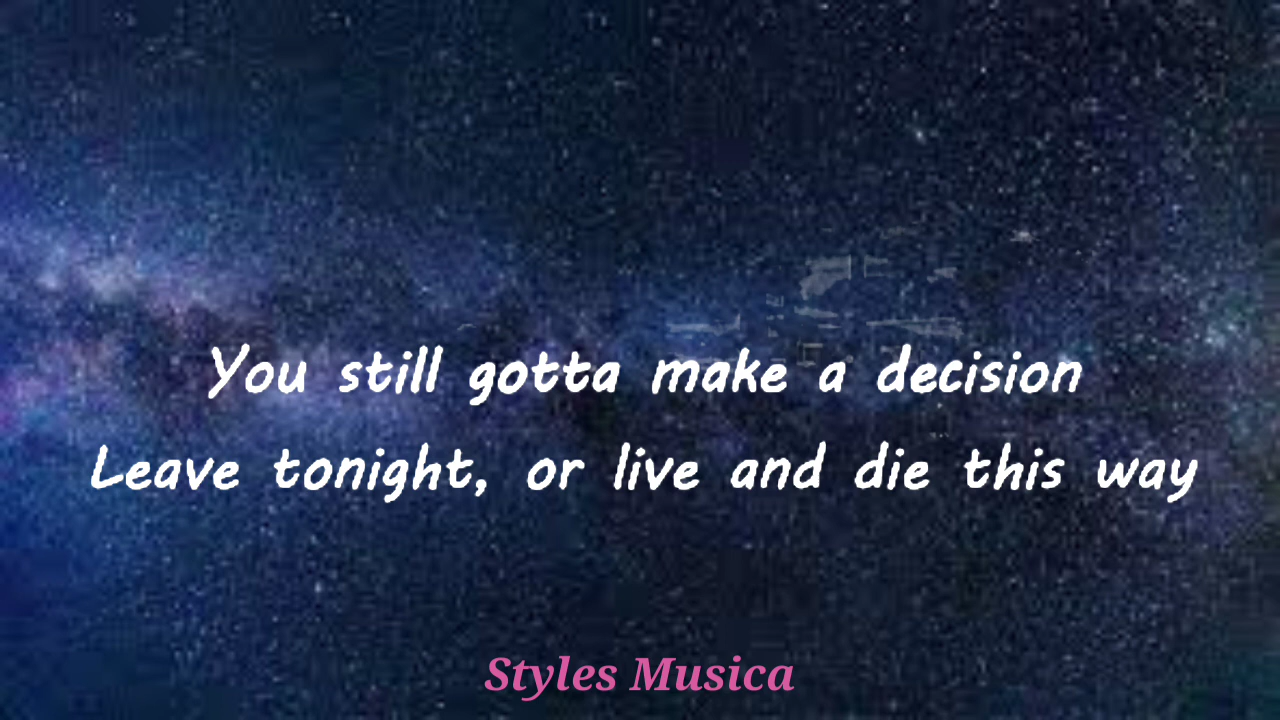 You still gotta make a decision
Leave tonight, or live and die this way
Styles Musica